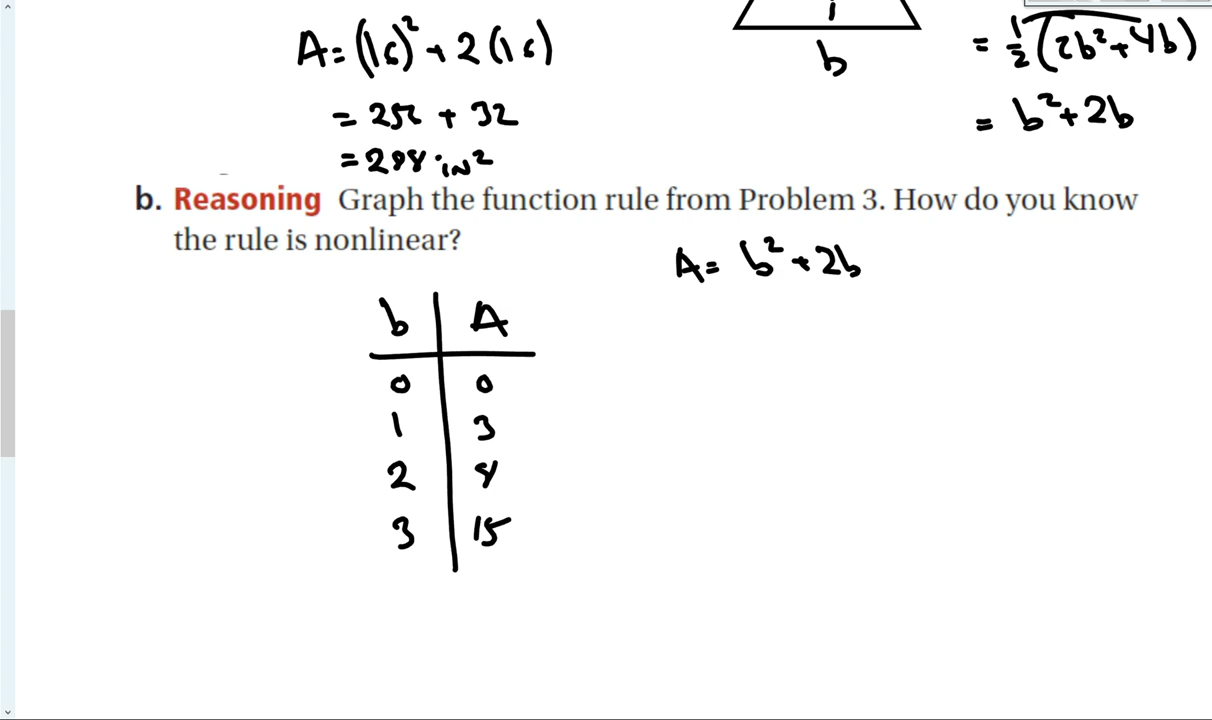 A = (16)² + 2(16)
= 256 + 32
= 288 in²
b
= 1/2 (2b² + 4b)
= b² + 2b
b. Reasoning Graph the function rule from Problem 3. How do you know
the rule is nonlinear?
A = b² + 2b
b A
0 0
1 3
2 8
3 15